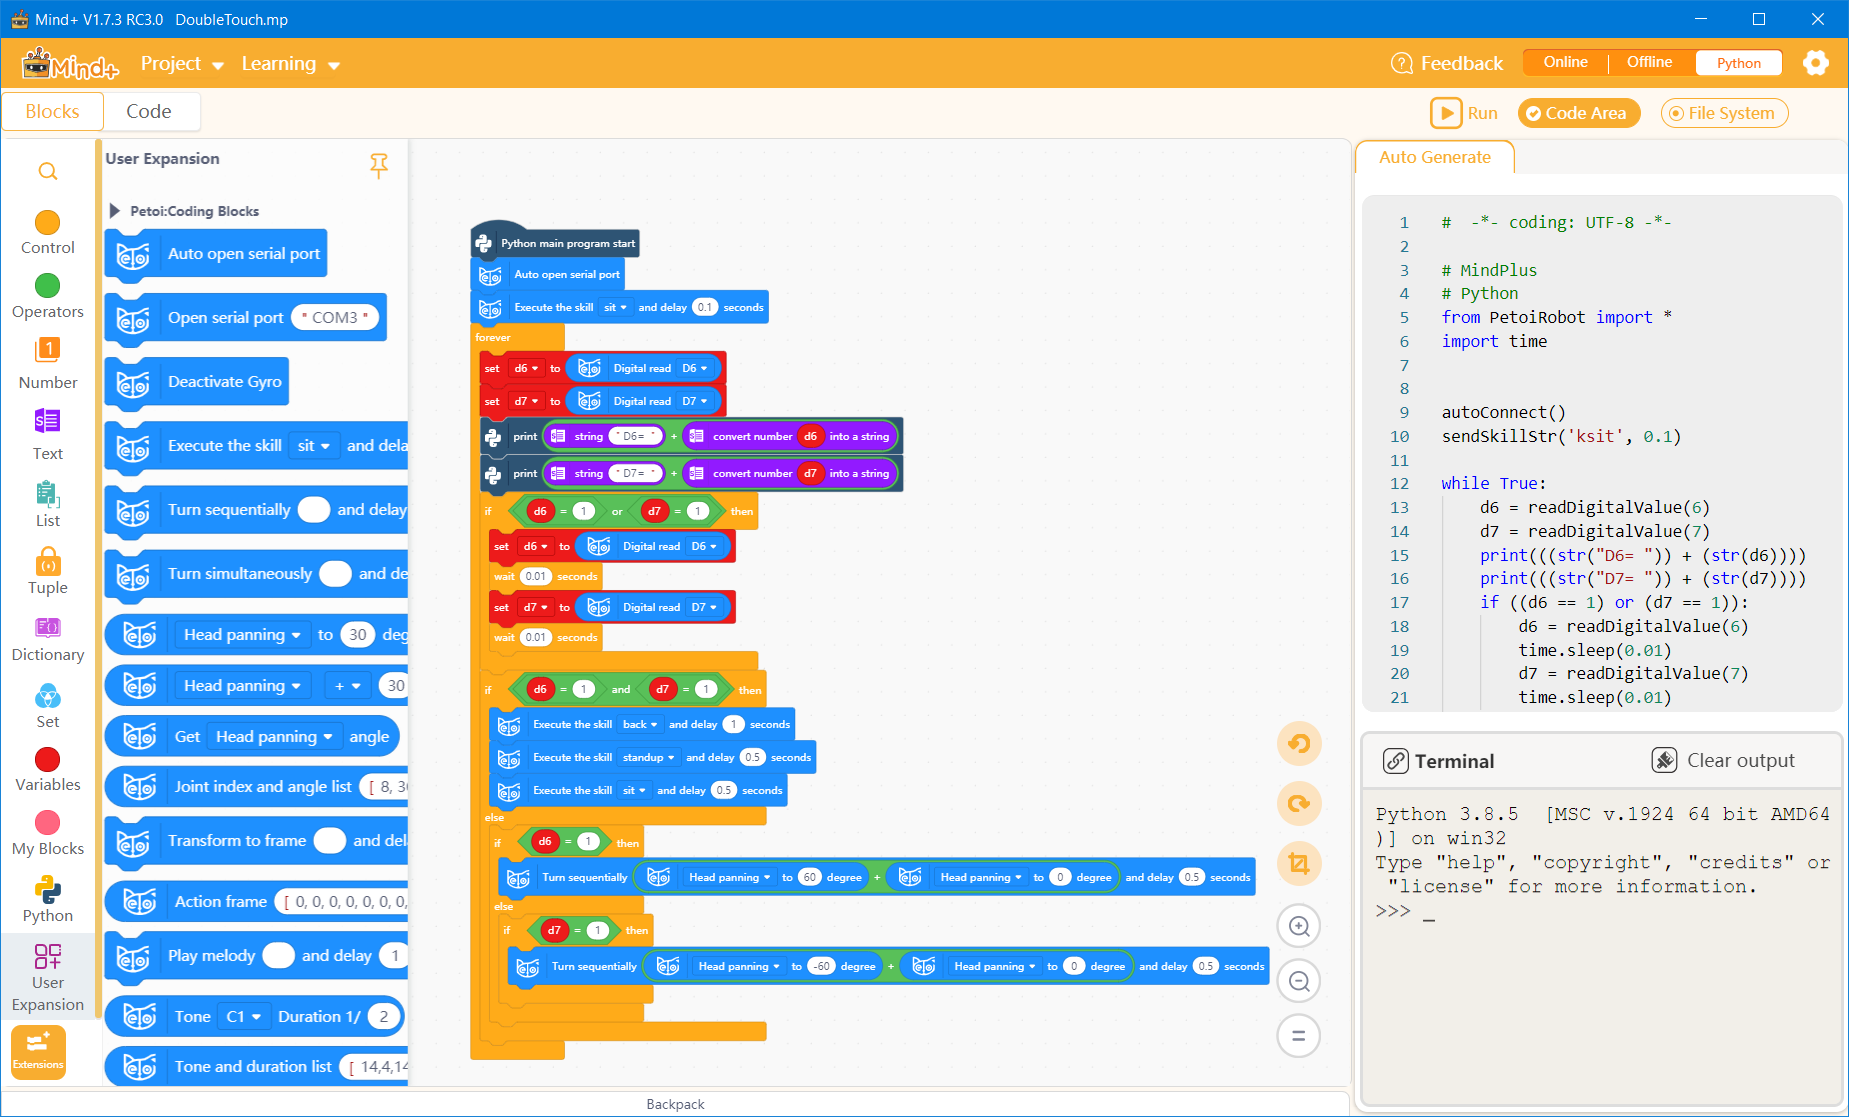 Mind+ V1.7.3 RC3.0 DoubleTouch.mp
Mind+ Project Learning
Feedback Online Offline Python
Blocks Code
Run Code Area File System
Control
Operators
1
Number
Text
List
Tuple
Dictionary
Set
Variables
My Blocks
Python
User
Expansion
Extensions
User Expansion
Petoi:Coding Blocks
Auto open serial port
Open serial port " COM3 "
Deactivate Gyro
Execute the skill sit and dela
Turn sequentially and delay
Turn simultaneously and de
Head panning to 30 deg
Head panning + 30
Get Head panning angle
Joint index and angle list [ 8, 3
Transform to frame and del
Action frame [ 0, 0, 0, 0, 0, 0, 0,
Play melody and delay 1
Tone C1 Duration 1/ 2
Tone and duration list [ 14,4,14
Python main program start
Auto open serial port
Execute the skill sit and delay 0.1 seconds
forever
set d6 to Digital read D6
set d7 to Digital read D7
print string " D6= " + convert number d6 into a string
print string " D7= " + convert number d7 into a string
if d6 = 1 or d7 = 1 then
set d6 to Digital read D6
wait 0.01 seconds
set d7 to Digital read D7
wait 0.01 seconds
if d6 = 1 and d7 = 1 then
Execute the skill back and delay 1 seconds
Execute the skill standup and delay 0.5 seconds
Execute the skill sit and delay 0.5 seconds
else
if d6 = 1 then
Turn sequentially Head panning to 60 degree + Head panning to 0 degree and delay 0.5 seconds
else
if d7 = 1 then
Turn sequentially Head panning to -60 degree + Head panning to 0 degree and delay 0.5 seconds
Backpack
Auto Generate
1 # -*- coding: UTF-8 -*-
2
3 # MindPlus
4 # Python
5 from PetoiRobot import *
6 import time
7
8
9 autoConnect()
10 sendSkillStr('ksit', 0.1)
11
12 while True:
13 d6 = readDigitalValue(6)
14 d7 = readDigitalValue(7)
15 print(((str("D6= ")) + (str(d6))))
16 print(((str("D7= ")) + (str(d7))))
17 if ((d6 == 1) or (d7 == 1)):
18 d6 = readDigitalValue(6)
19 time.sleep(0.01)
20 d7 = readDigitalValue(7)
21 time.sleep(0.01)
Terminal Clear output
Python 3.8.5 [MSC v.1924 64 bit AMD64
)] on win32
Type "help", "copyright", "credits" or
"license" for more information.
>>> _